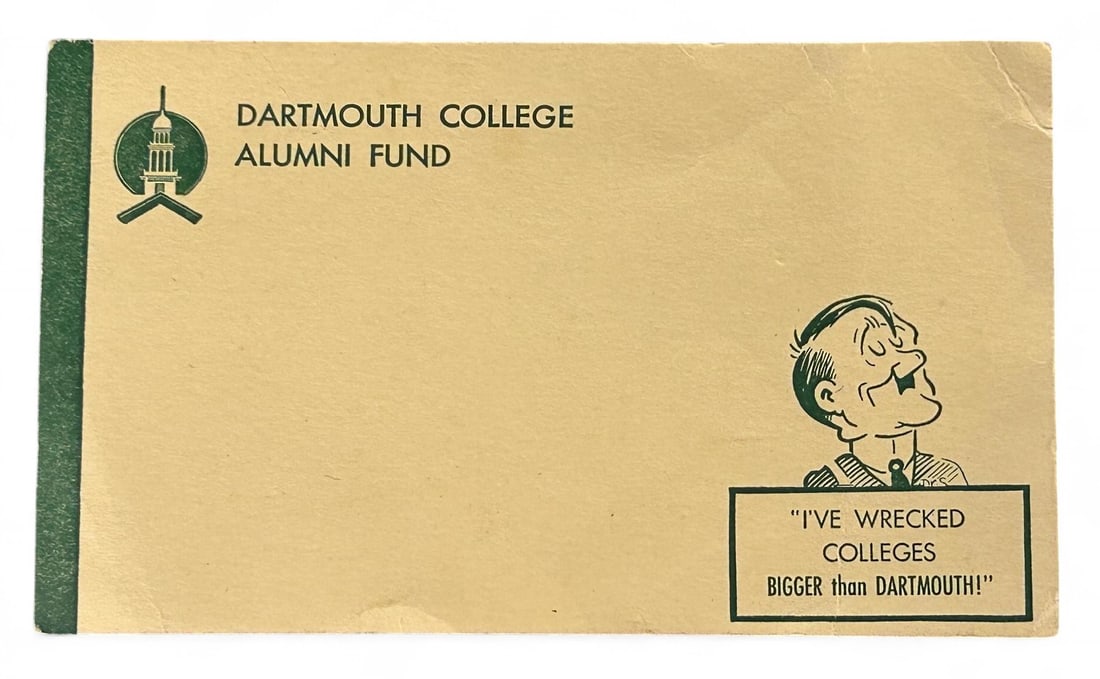 DARTMOUTH COLLEGE
ALUMNI FUND
"I'VE WRECKED
COLLEGES
BIGGER than DARTMOUTH!"